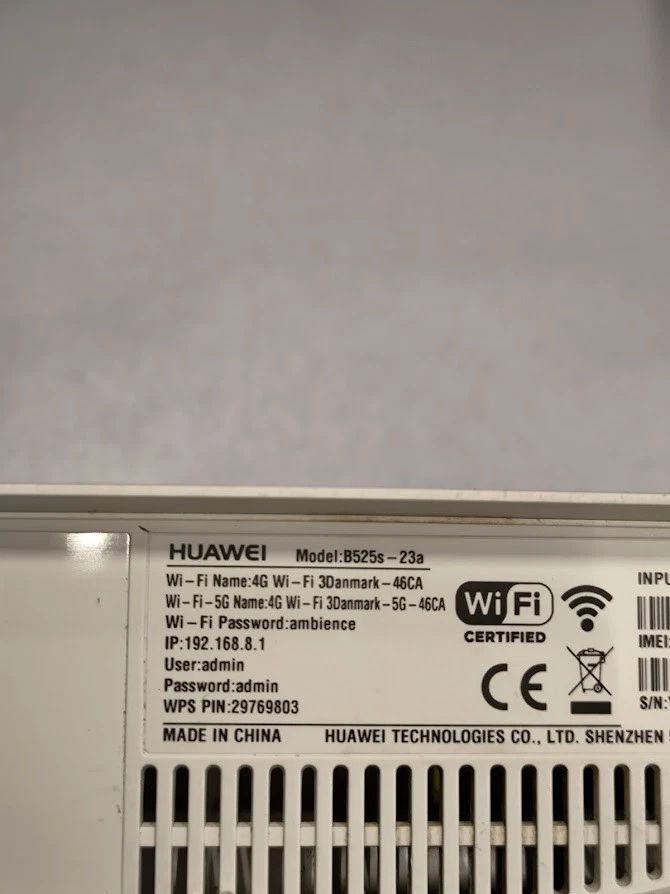 HUAWEI Model:B525s-23a
Wi-Fi Name:4G Wi-Fi 3Danmark-46CA
Wi-Fi-5G Name:4G Wi-Fi 3Danmark-5G-46CA
Wi-Fi Password:ambience
IP:192.168.8.1
User:admin
Password:admin
WPS PIN:29769803
Wi Fi
CERTIFIED
CE
IMEI:
S/N:
MADE IN CHINA HUAWEI TECHNOLOGIES CO., LTD. SHENZHEN